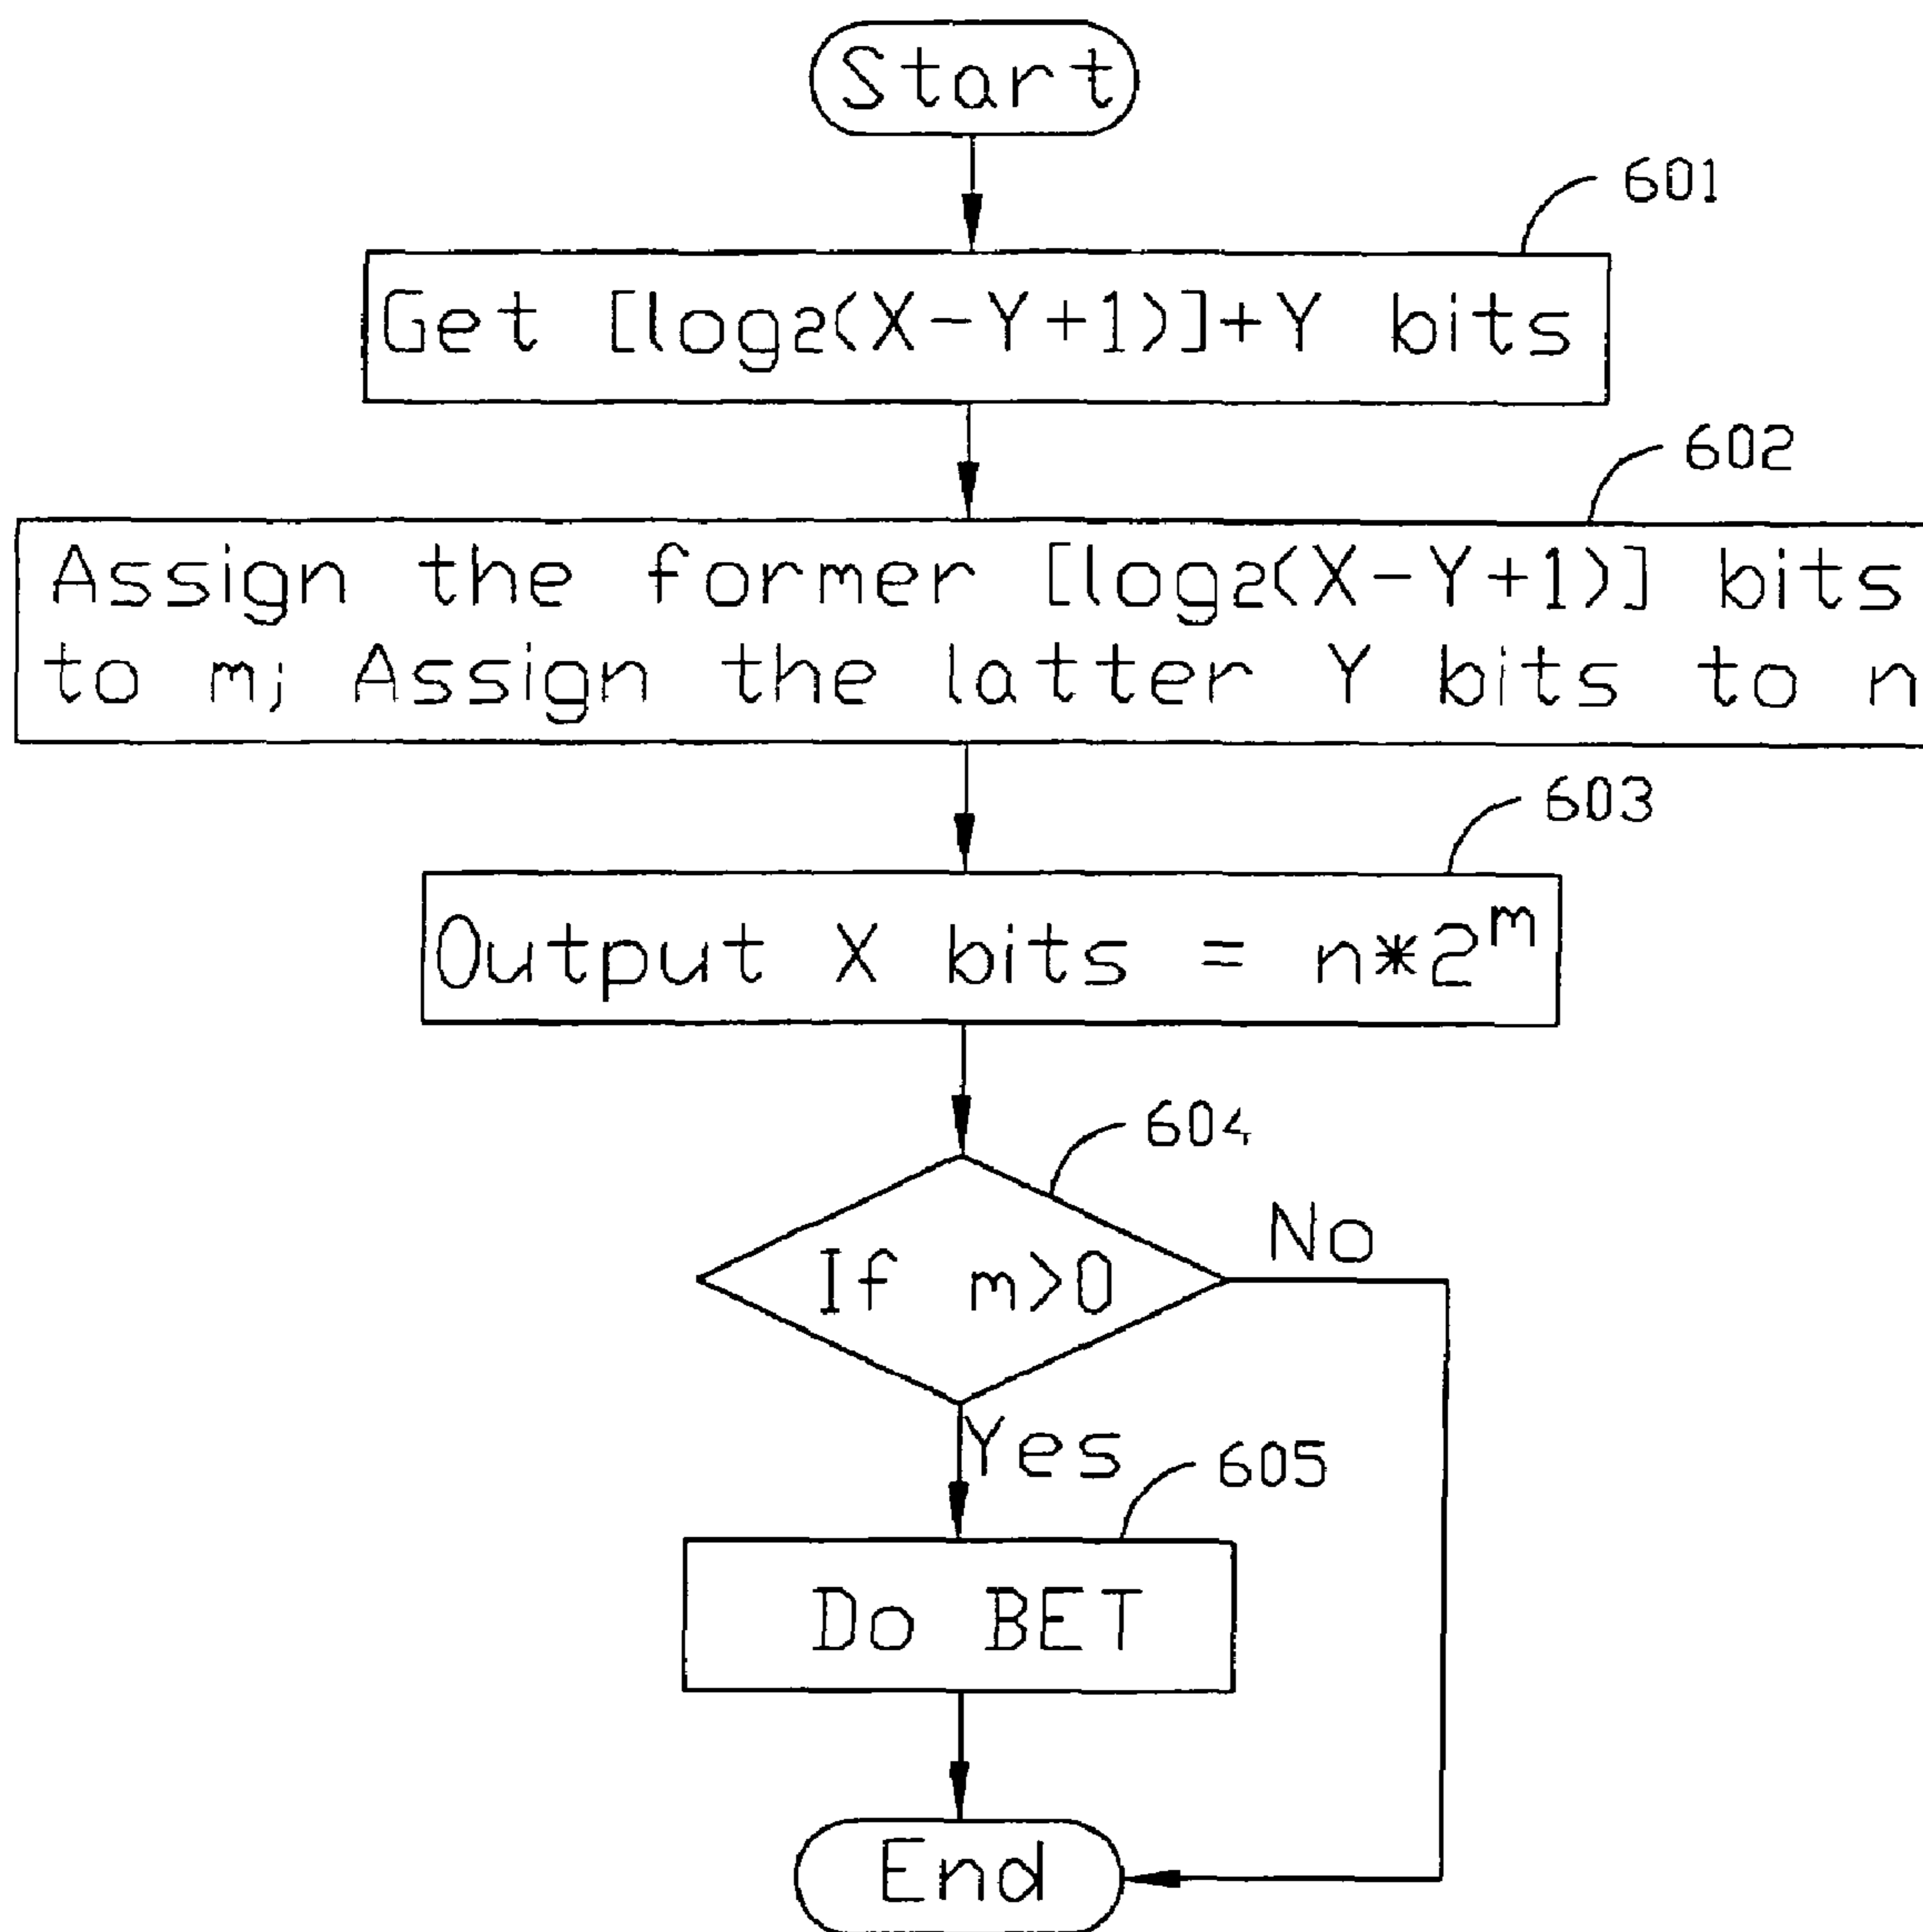 Start
601
Get [log₂(X-Y+1)]+Y bits
602
Assign the former [log₂(X-Y+1)] bits
to m; Assign the latter Y bits to n
603
Output X bits = n*2ᵐ
604
If m>0
No
Yes
605
Do BET
End